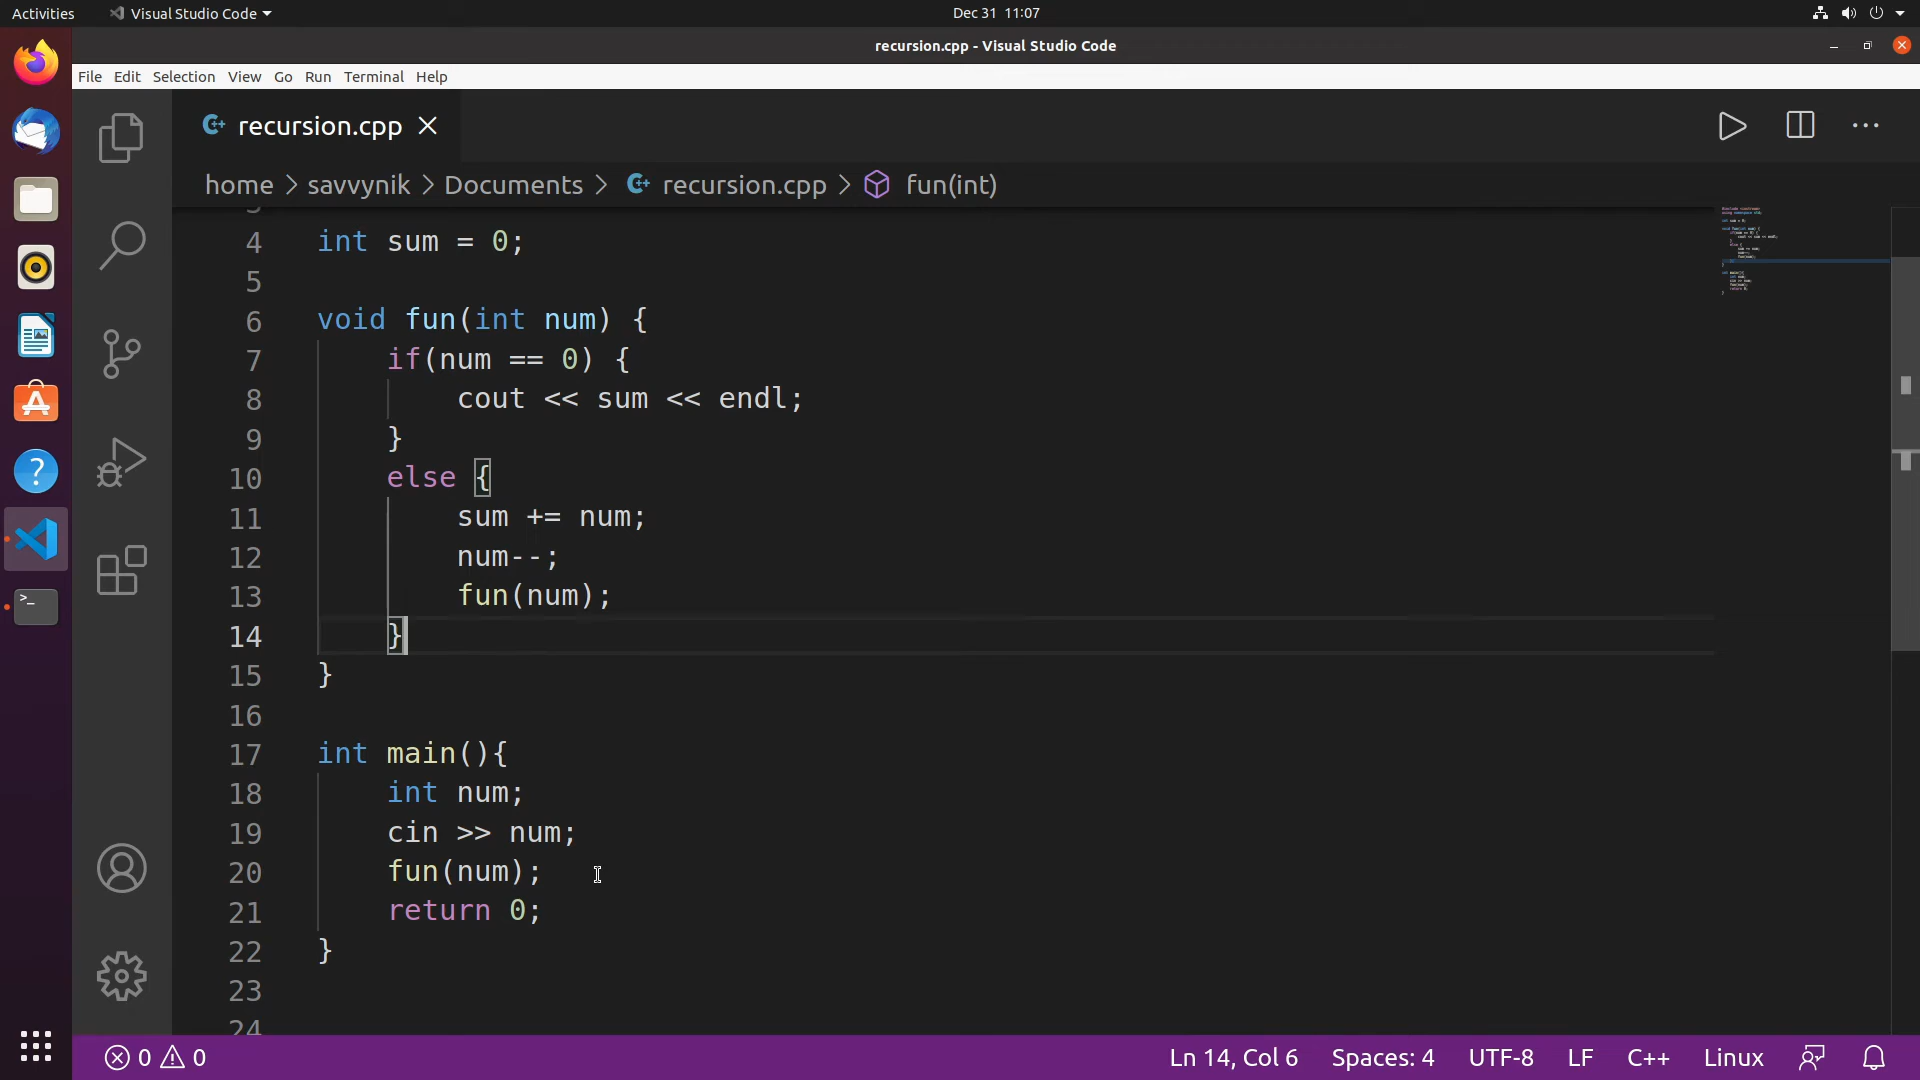 Activities Visual Studio Code Dec 31 11:07
recursion.cpp - Visual Studio Code
File Edit Selection View Go Run Terminal Help
recursion.cpp
home > savvynik > Documents > recursion.cpp > fun(int)
4 int sum = 0;
5
6 void fun(int num) {
7 if(num == 0) {
8 cout << sum << endl;
9 }
10 else {
11 sum += num;
12 num--;
13 fun(num);
14 }
15 }
16
17 int main(){
18 int num;
19 cin >> num;
20 fun(num);
21 return 0;
22 }
23
24
0 0 Ln 14, Col 6 Spaces: 4 UTF-8 LF C++ Linux